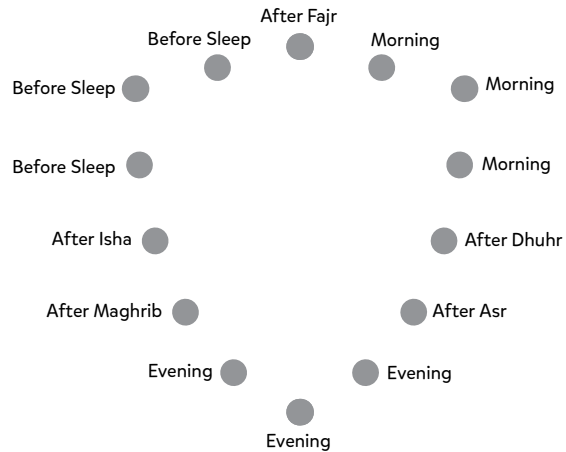 After Fajr
Before Sleep
Morning
Before Sleep
Morning
Before Sleep
Morning
After Isha
After Dhuhr
After Maghrib
After Asr
Evening
Evening
Evening